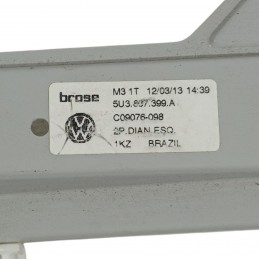 brose
M3 1T 12/03/13 14:39
5U3.837.399.A
C09076-098
2P.DIAN.ESQ.
1KZ BRAZIL